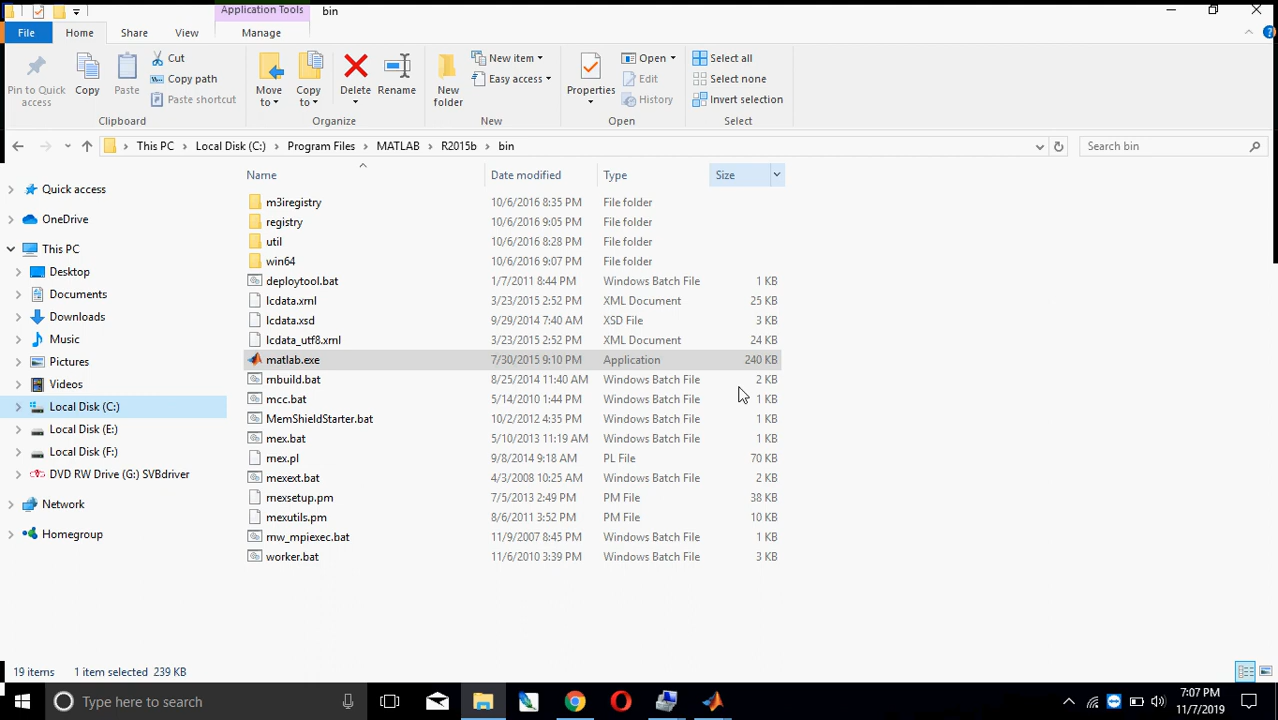 Application Tools bin
File Home Share View Manage
Pin to Quick access
Copy
Paste
Cut
Copy path
Paste shortcut
Clipboard
Move to
Copy to
Delete
Rename
Organize
New folder
New item
Easy access
New
Properties
Open
Edit
History
Open
Select all
Select none
Invert selection
Select
This PC Local Disk (C:) Program Files MATLAB R2015b bin
Search bin
Quick access
OneDrive
This PC
Desktop
Documents
Downloads
Music
Pictures
Videos
Local Disk (C:)
Local Disk (E:)
Local Disk (F:)
DVD RW Drive (G:) SVBdriver
Network
Homegroup
Name Date modified Type Size
m3iregistry 10/6/2016 8:35 PM File folder
registry 10/6/2016 9:05 PM File folder
util 10/6/2016 8:28 PM File folder
win64 10/6/2016 9:07 PM File folder
deploytool.bat 1/7/2011 8:44 PM Windows Batch File 1 KB
lcdata.xml 3/23/2015 2:52 PM XML Document 25 KB
lcdata.xsd 9/29/2014 7:40 AM XSD File 3 KB
lcdata_utf8.xml 3/23/2015 2:52 PM XML Document 24 KB
matlab.exe 7/30/2015 9:10 PM Application 240 KB
mbuild.bat 8/25/2014 11:40 AM Windows Batch File 2 KB
mcc.bat 5/14/2010 1:44 PM Windows Batch File 1 KB
MemShieldStarter.bat 10/2/2012 4:35 PM Windows Batch File 1 KB
mex.bat 5/10/2013 11:19 AM Windows Batch File 1 KB
mex.pl 9/8/2014 9:18 AM PL File 70 KB
mexext.bat 4/3/2008 10:25 AM Windows Batch File 2 KB
mexsetup.pm 7/5/2013 2:49 PM PM File 38 KB
mexutils.pm 8/6/2011 3:52 PM PM File 10 KB
mw_mpiexec.bat 11/9/2007 8:45 PM Windows Batch File 1 KB
worker.bat 11/6/2010 3:39 PM Windows Batch File 3 KB
19 items 1 item selected 239 KB
Type here to search
7:07 PM
11/7/2019